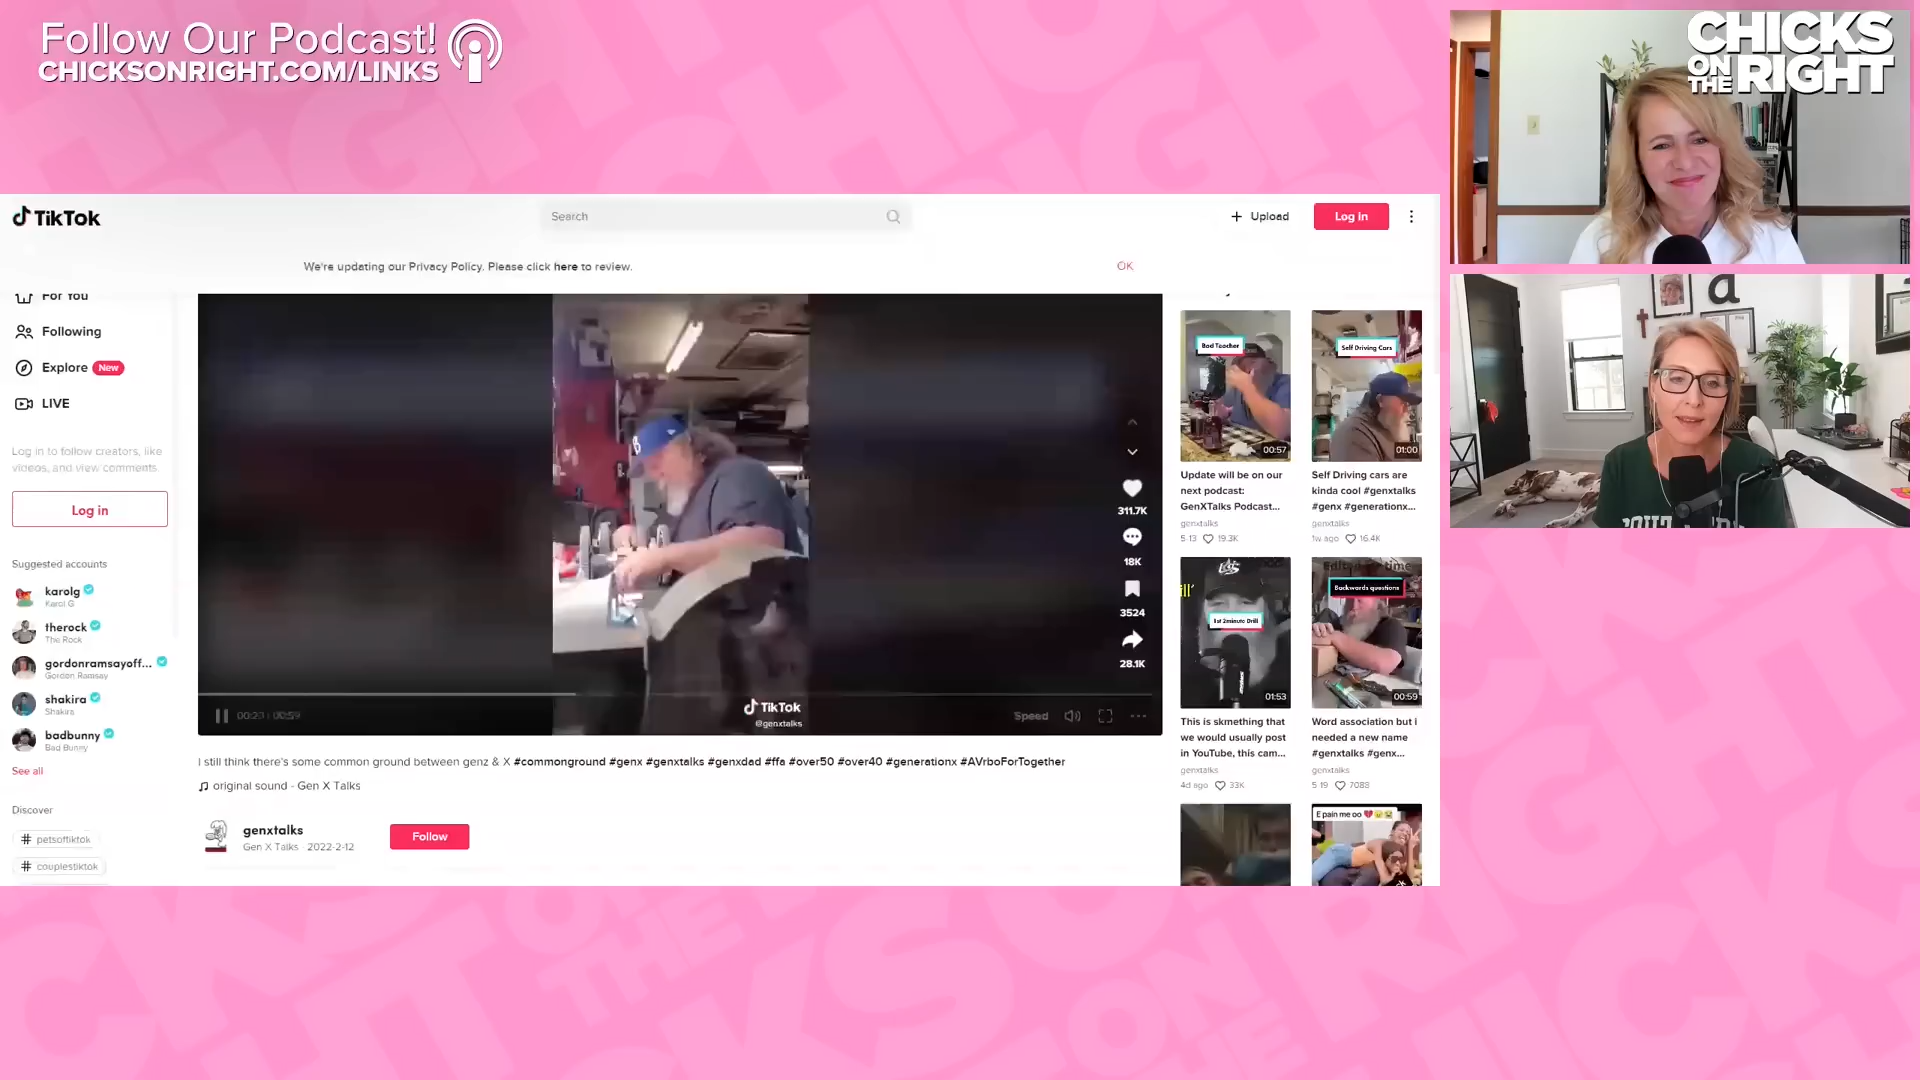 Follow Our Podcast!
CHICKSONRIGHT.COM/LINKS
CHICKS
ON THE RIGHT
TikTok
Search
Upload
Log in
We're updating our Privacy Policy. Please click here to review.
OK
For You
Following
Explore New
LIVE
Log in to follow creators, like
videos, and view comments.
Log in
Suggested accounts
karolg
Karol G
therock
The Rock
gordonramsayoff...
Gordon Ramsay
shakira
Shakira
badbunny
Bad Bunny
See all
Discover
# petsoftiktok
# couplestiktok
311.7K
18K
3524
28.1K
TikTok
@genxtalks
Speed
I still think there's some common ground between genz & X #commonground #genx #genxtalks #genxdad #ffa #over50 #over40 #generationx #AVrboForTogether
original sound - Gen X Talks
genxtalks
Gen X Talks · 2022-2-12
Follow
Bad Teacher
00:57
Update will be on our
next podcast:
GenXTalks Podcast...
genxtalks
5-13 19.3K
Self Driving Cars
01:00
Self Driving cars are
kinda cool #genxtalks
#genx #generationx...
genxtalks
1w ago 16.4K
1st 2minute Drill
01:53
This is skmething that
we would usually post
in YouTube, this cam...
genxtalks
4d ago 33K
Backwards questions
00:59
Word association but i
needed a new name
#genxtalks #genx...
genxtalks
5-19 7088
E pain me oo